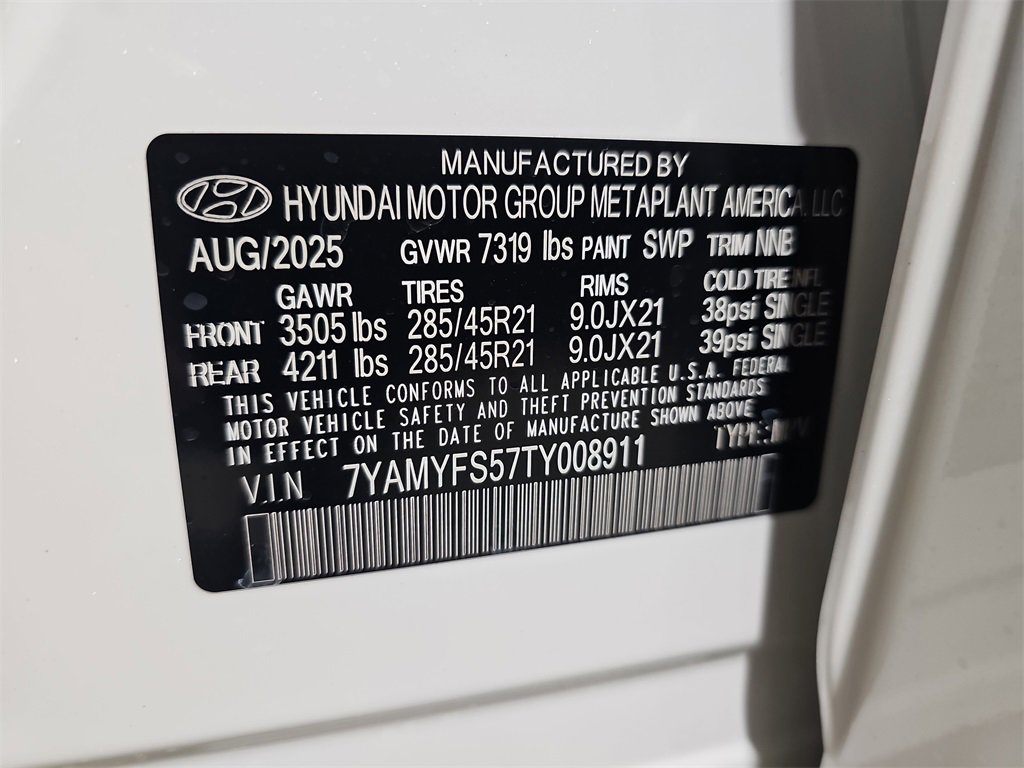 MANUFACTURED BY
HYUNDAI MOTOR GROUP METAPLANT AMERICA, LLC
AUG/2025 GVWR 7319 lbs PAINT SWP TRIM NNB
GAWR TIRES RIMS COLD TIRE INFL
FRONT 3505 lbs 285/45R21 9.0JX21 38psi SINGLE
REAR 4211 lbs 285/45R21 9.0JX21 39psi SINGLE
THIS VEHICLE CONFORMS TO ALL APPLICABLE U.S.A. FEDERAL
MOTOR VEHICLE SAFETY AND THEFT PREVENTION STANDARDS
IN EFFECT ON THE DATE OF MANUFACTURE SHOWN ABOVE
TYPE:
V.I.N 7YAMYFS57TY008911